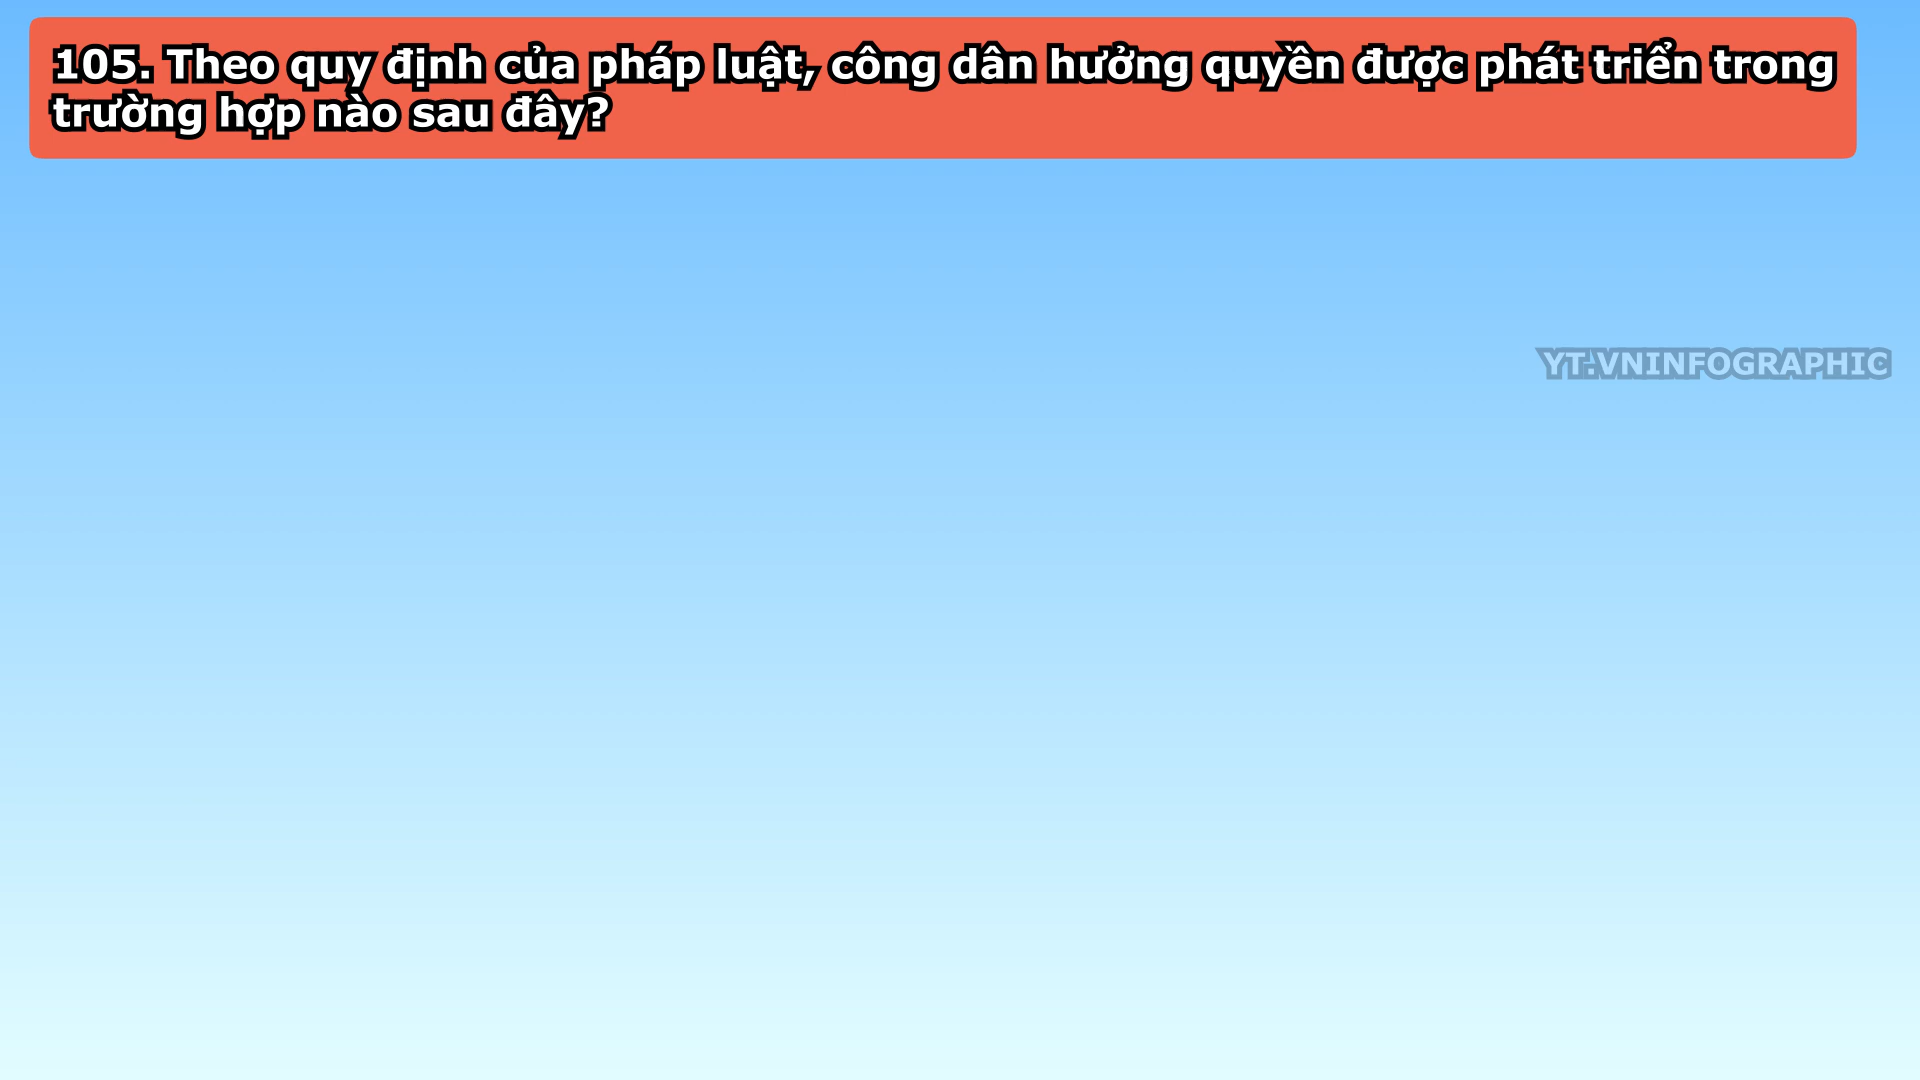 105. Theo quy định của pháp luật, công dân hưởng quyền được phát triển trong
trường hợp nào sau đây?
YT.VNINFOGRAPHIC